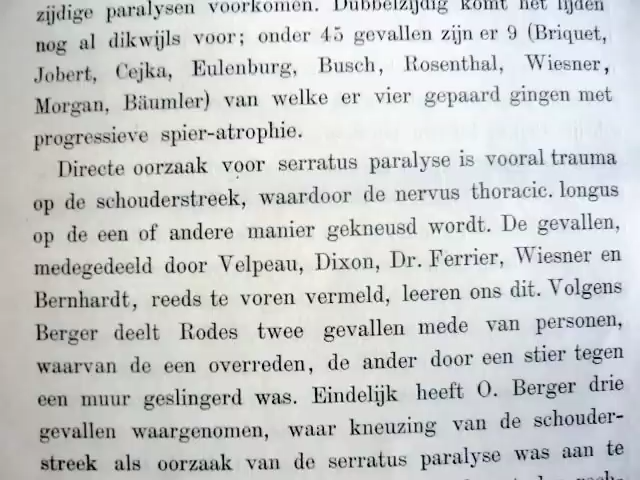 zijdige paralysen voorkomen. Dubbelzijdig komt het lijden
nog al dikwijls voor; onder 45 gevallen zijn er 9 (Briquet,
Jobert, Cejka, Eulenburg, Busch, Rosenthal, Wiesner,
Morgan, Bäumler) van welke er vier gepaard gingen met
progressieve spier-atrophie.
Directe oorzaak voor serratus paralyse is vooral trauma
op de schouderstreek, waardoor de nervus thoracic. longus
op de een of andere manier gekneusd wordt. De gevallen,
medegedeeld door Velpeau, Dixon, Dr. Ferrier, Wiesner en
Bernhardt, reeds te voren vermeld, leeren ons dit. Volgens
Berger deelt Rodes twee gevallen mede van personen,
waarvan de een overreden, de ander door een stier tegen
een muur geslingerd was. Eindelijk heeft O. Berger drie
gevallen waargenomen, waar kneuzing van de schouder-
streek als oorzaak van de serratus paralyse was aan te